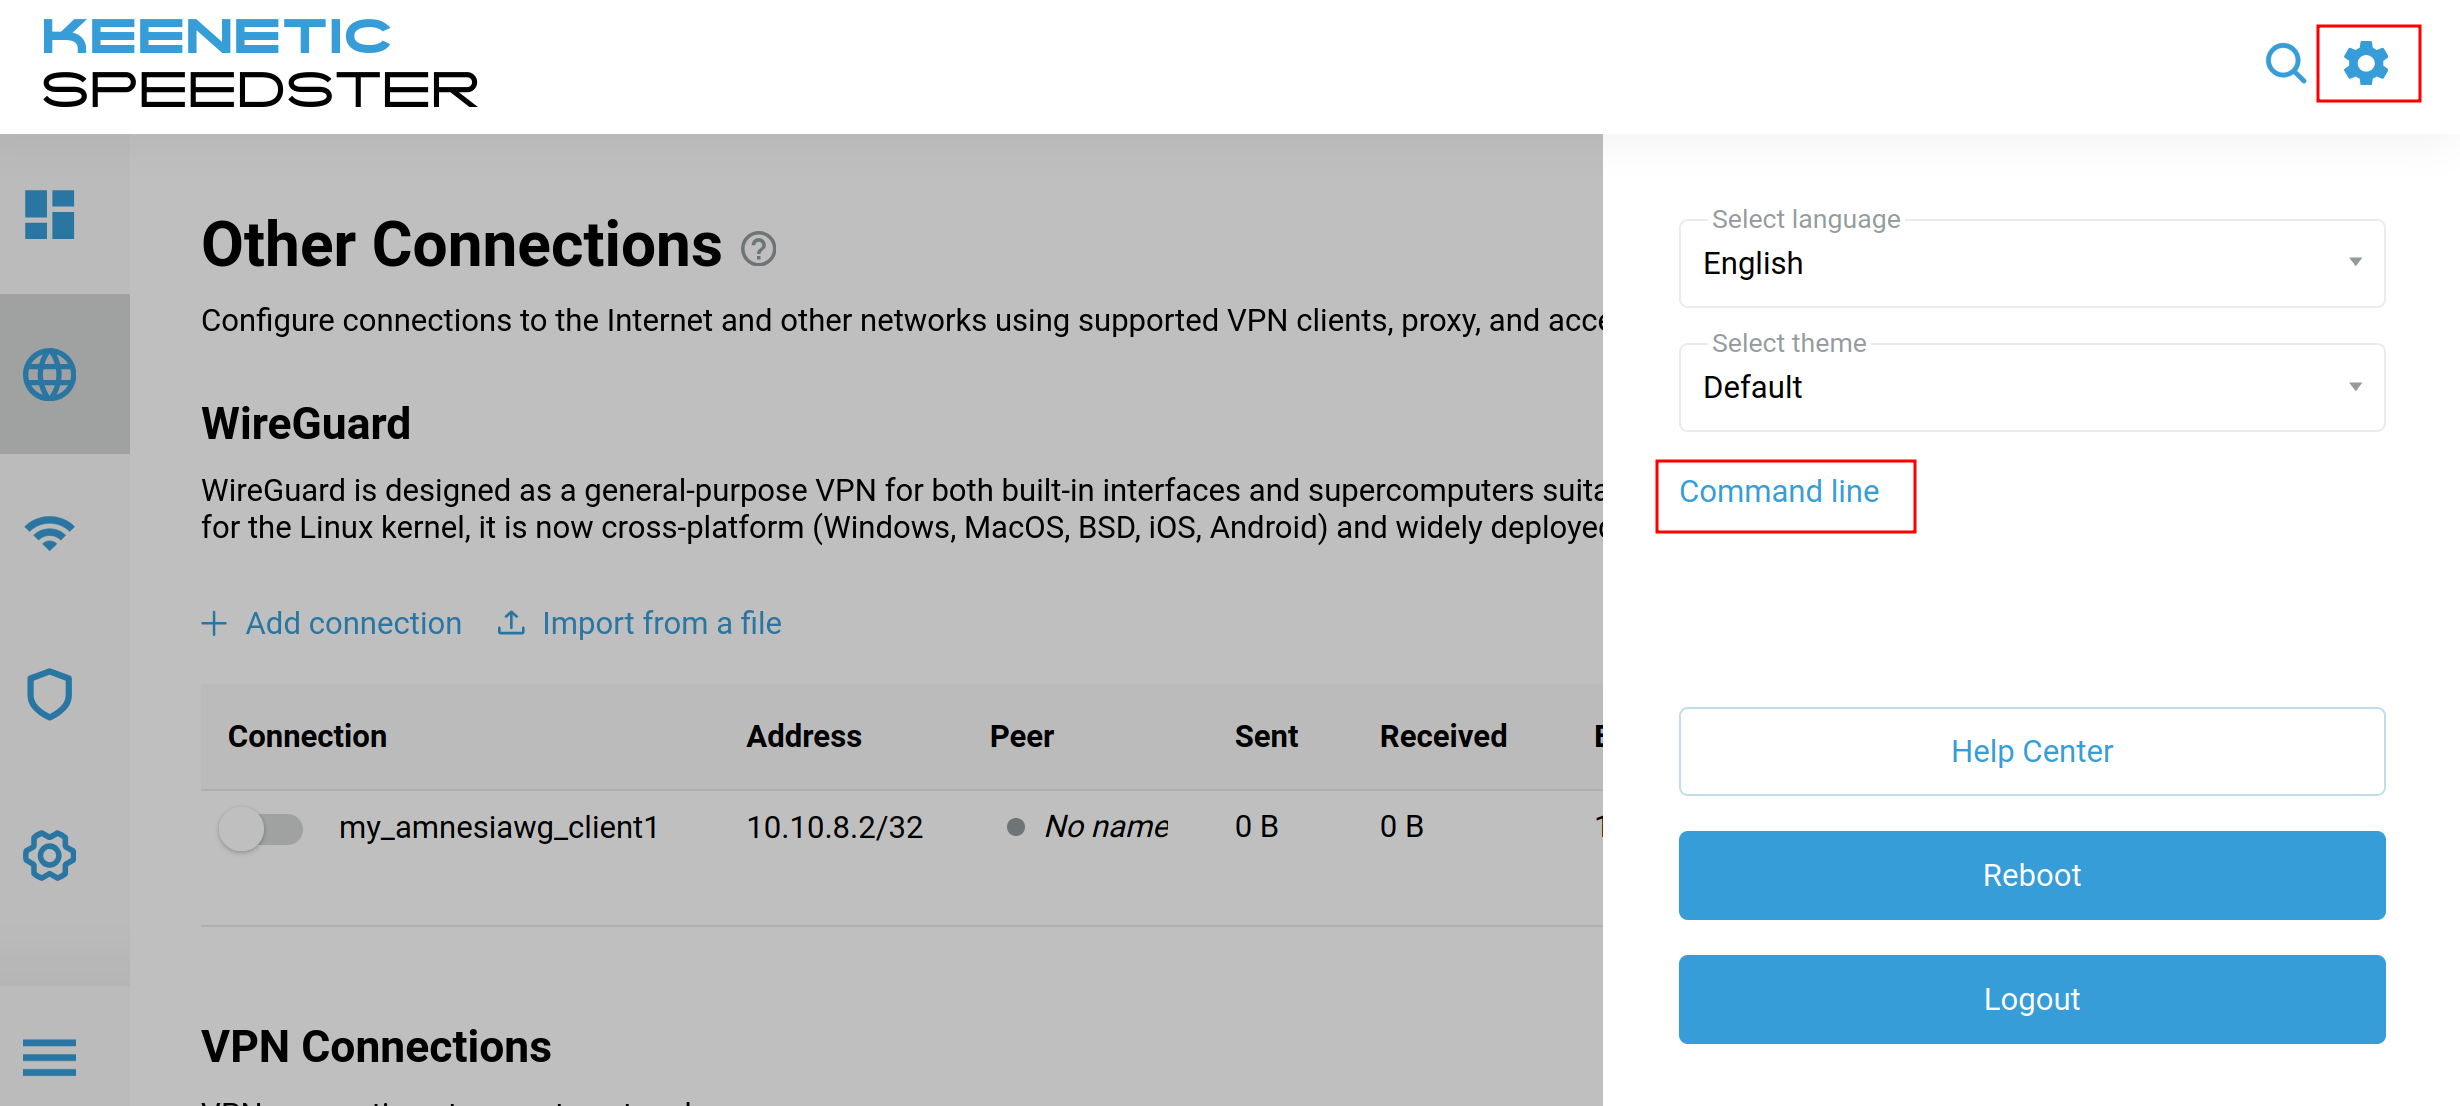 KEENETIC
SPEEDSTER
Other Connections
Configure connections to the Internet and other networks using supported VPN clients, proxy, and acce
WireGuard
WireGuard is designed as a general-purpose VPN for both built-in interfaces and supercomputers suita
for the Linux kernel, it is now cross-platform (Windows, MacOS, BSD, iOS, Android) and widely deployed
Add connection Import from a file
Connection Address Peer Sent Received
my_amnesiawg_client1 10.10.8.2/32 No name 0 B 0 B
VPN Connections
Select language
English
Select theme
Default
Command line
Help Center
Reboot
Logout